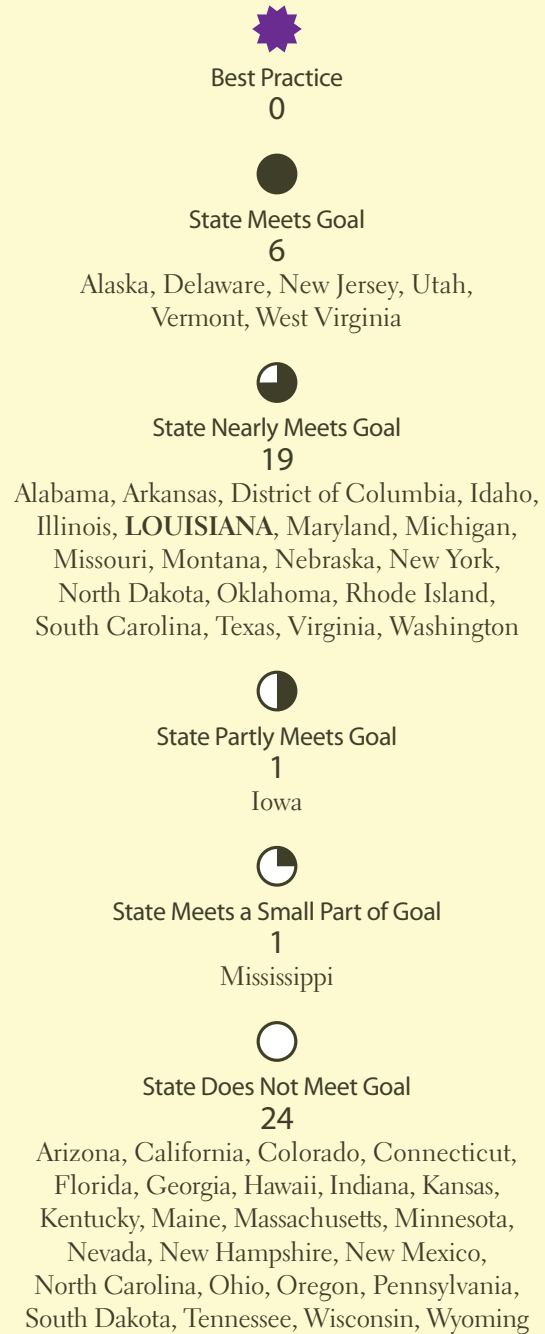 Best Practice
0
State Meets Goal
6
Alaska, Delaware, New Jersey, Utah,
Vermont, West Virginia
State Nearly Meets Goal
19
Alabama, Arkansas, District of Columbia, Idaho,
Illinois, LOUISIANA, Maryland, Michigan,
Missouri, Montana, Nebraska, New York,
North Dakota, Oklahoma, Rhode Island,
South Carolina, Texas, Virginia, Washington
State Partly Meets Goal
1
Iowa
State Meets a Small Part of Goal
1
Mississippi
State Does Not Meet Goal
24
Arizona, California, Colorado, Connecticut,
Florida, Georgia, Hawaii, Indiana, Kansas,
Kentucky, Maine, Massachusetts, Minnesota,
Nevada, New Hampshire, New Mexico,
North Carolina, Ohio, Oregon, Pennsylvania,
South Dakota, Tennessee, Wisconsin, Wyoming